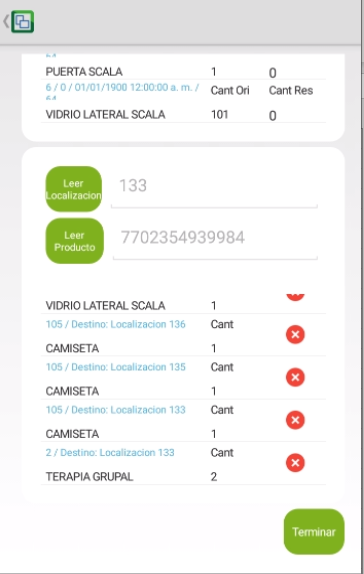 PUERTA SCALA 1 0
6 / 0 / 01/01/1900 12:00:00 a. m. / Cant Ori Cant Res
VIDRIO LATERAL SCALA 101 0
Leer Localizacion 133
Leer Producto 7702354939984
VIDRIO LATERAL SCALA 1
105 / Destino: Localizacion 136 Cant
CAMISETA 1
105 / Destino: Localizacion 135 Cant
CAMISETA 1
105 / Destino: Localizacion 133 Cant
CAMISETA 1
2 / Destino: Localizacion 133 Cant
TERAPIA GRUPAL 2
Terminar